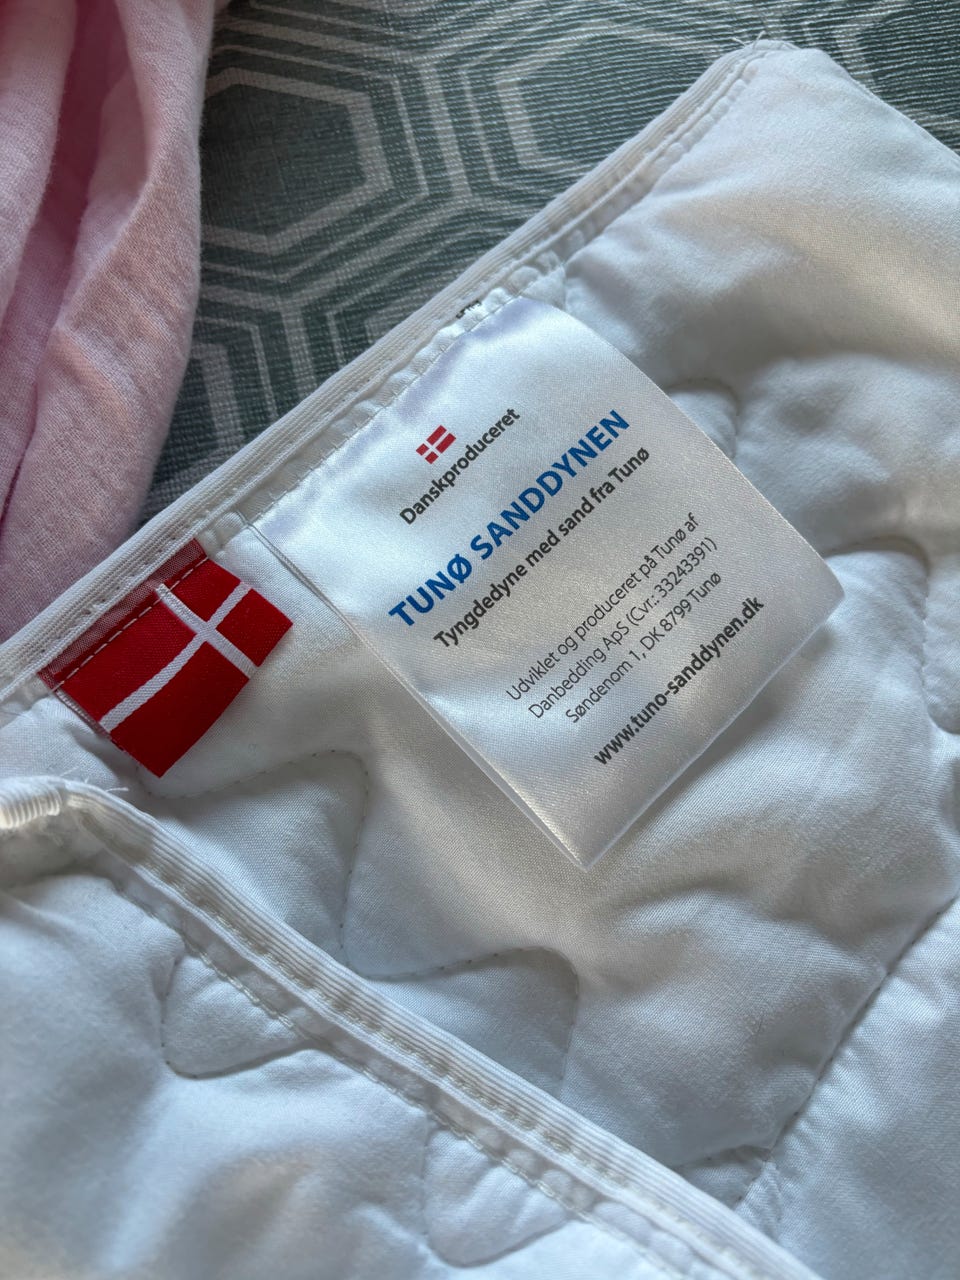 Danskproduceret
TUNØ SANDDYNEN
Tyngdedyne med sand fra Tunø
Udviklet og produceret på Tunø af
Danbedding ApS (Cvr.: 33243391)
Søndenom 1, DK 8799 Tunø
www.tuno-sanddynen.dk